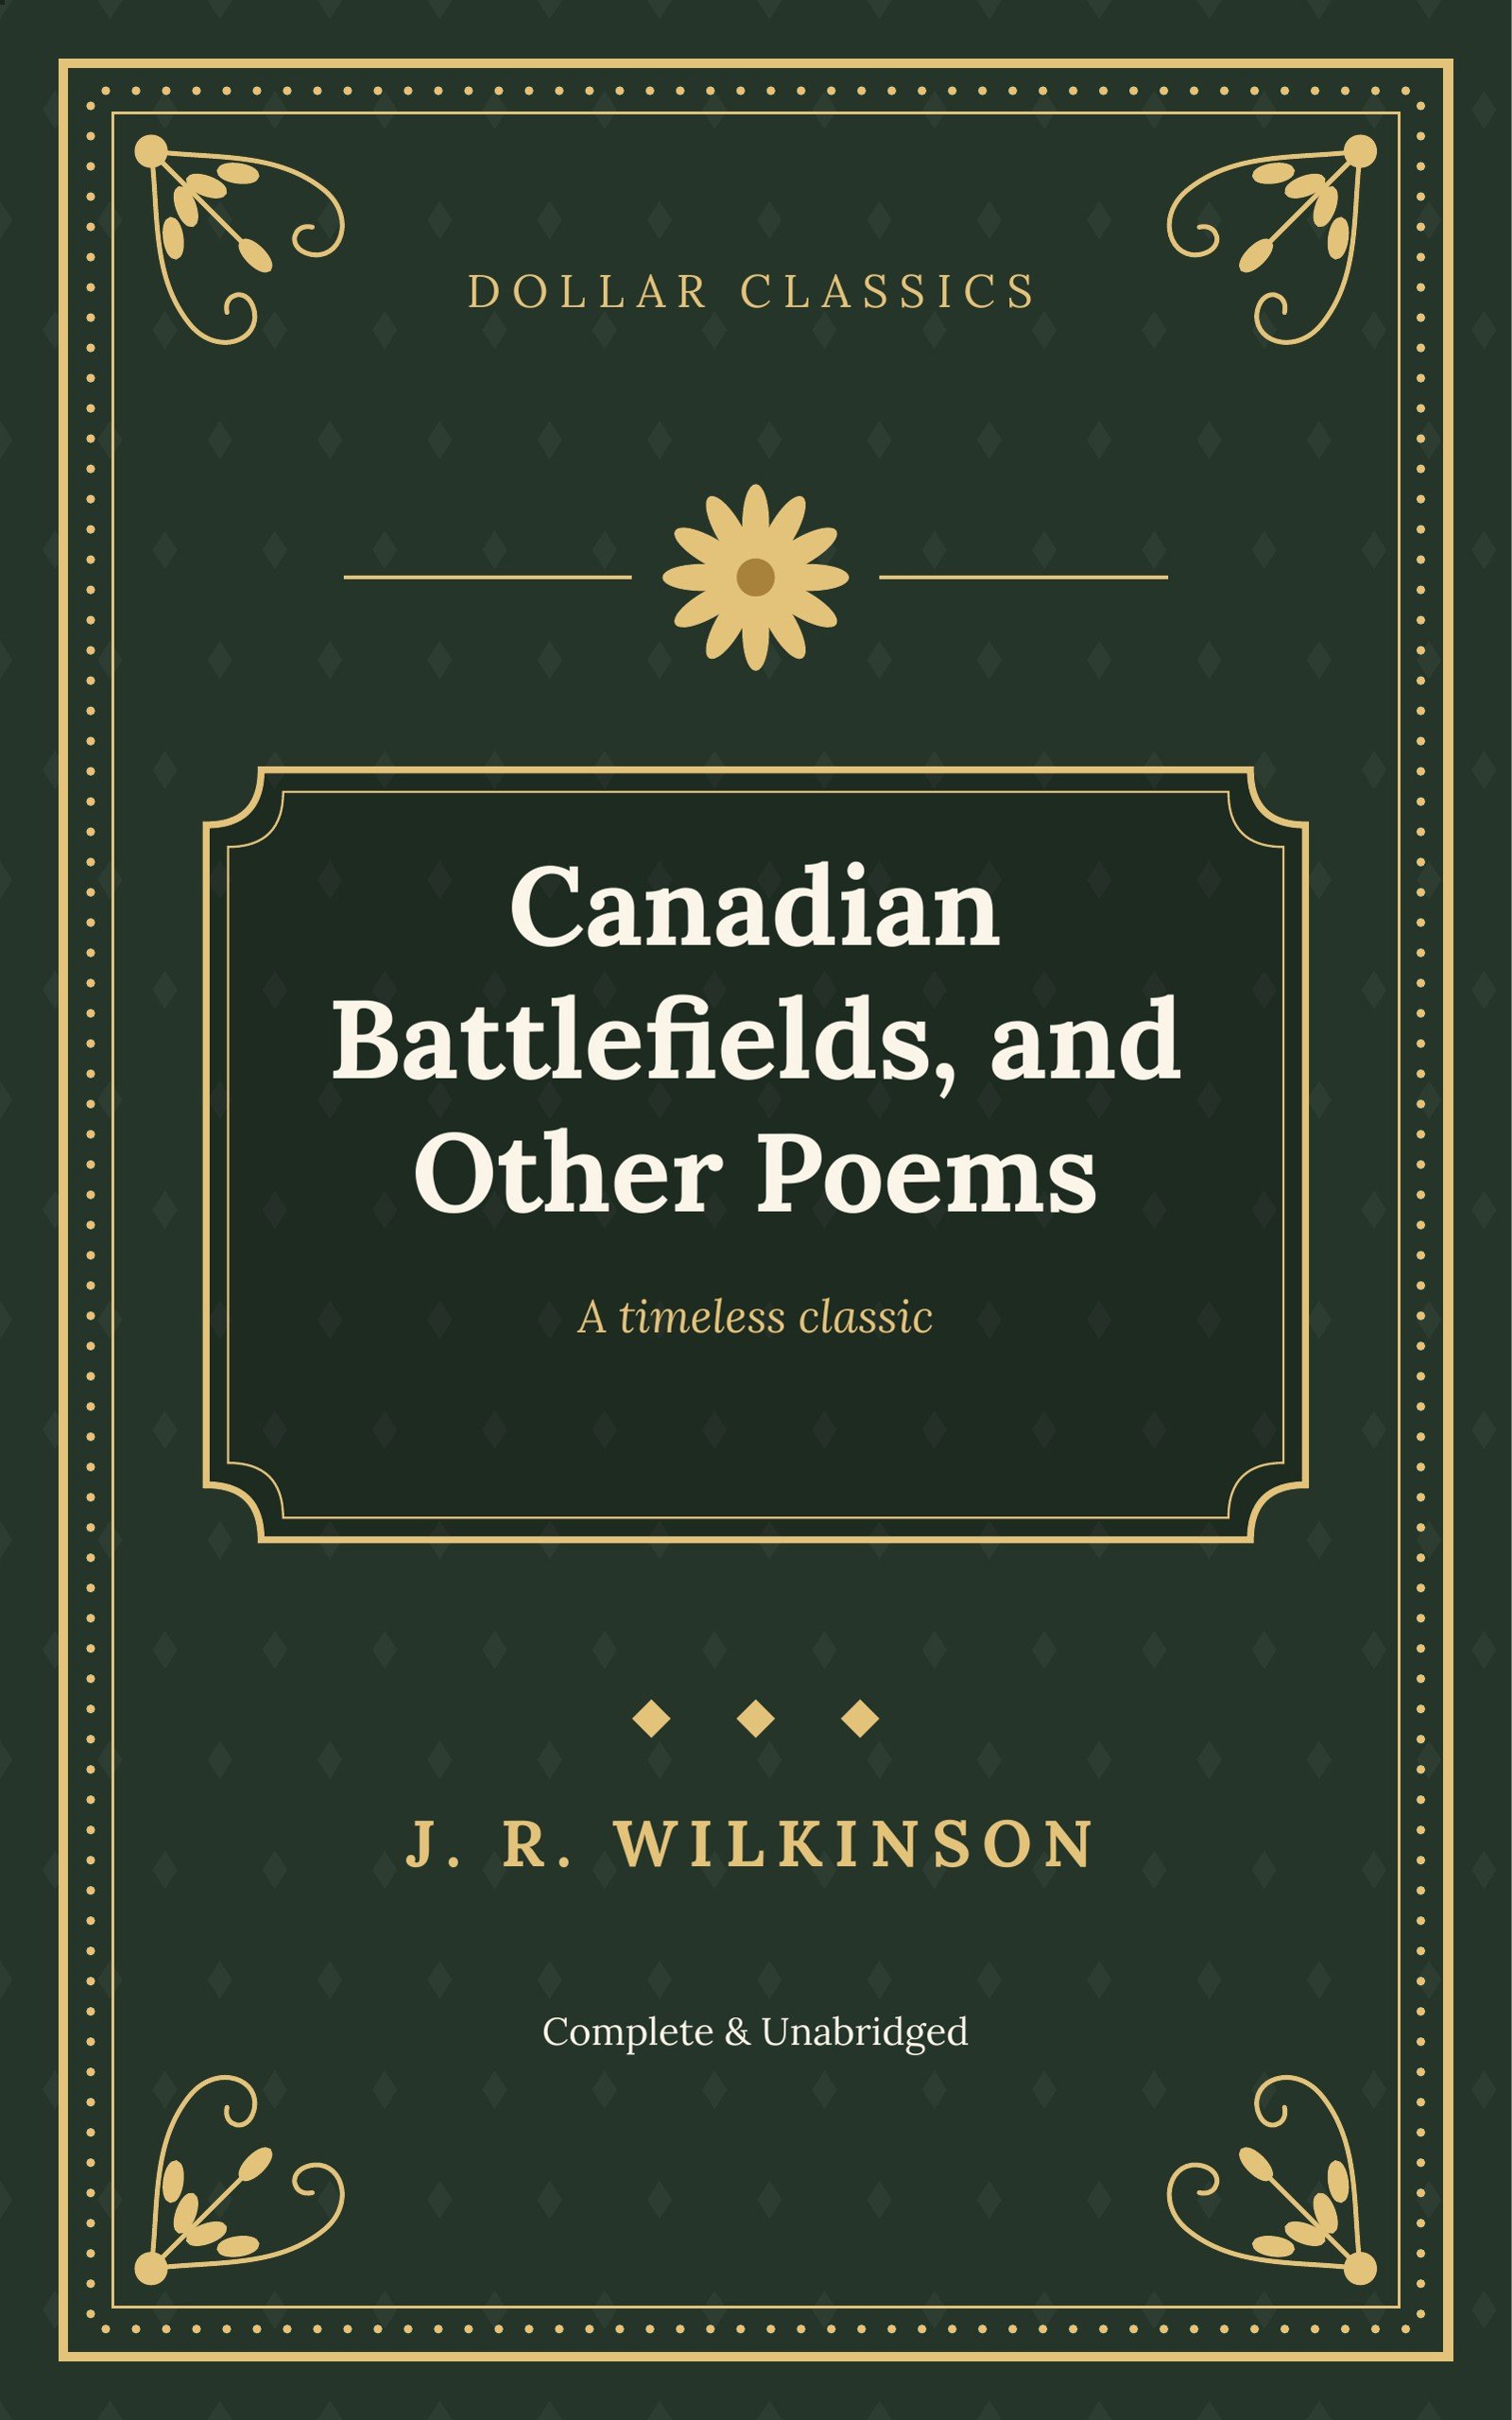 DOLLAR CLASSICS
Canadian
Battlefields, and
Other Poems
A timeless classic
J. R. WILKINSON
Complete & Unabridged